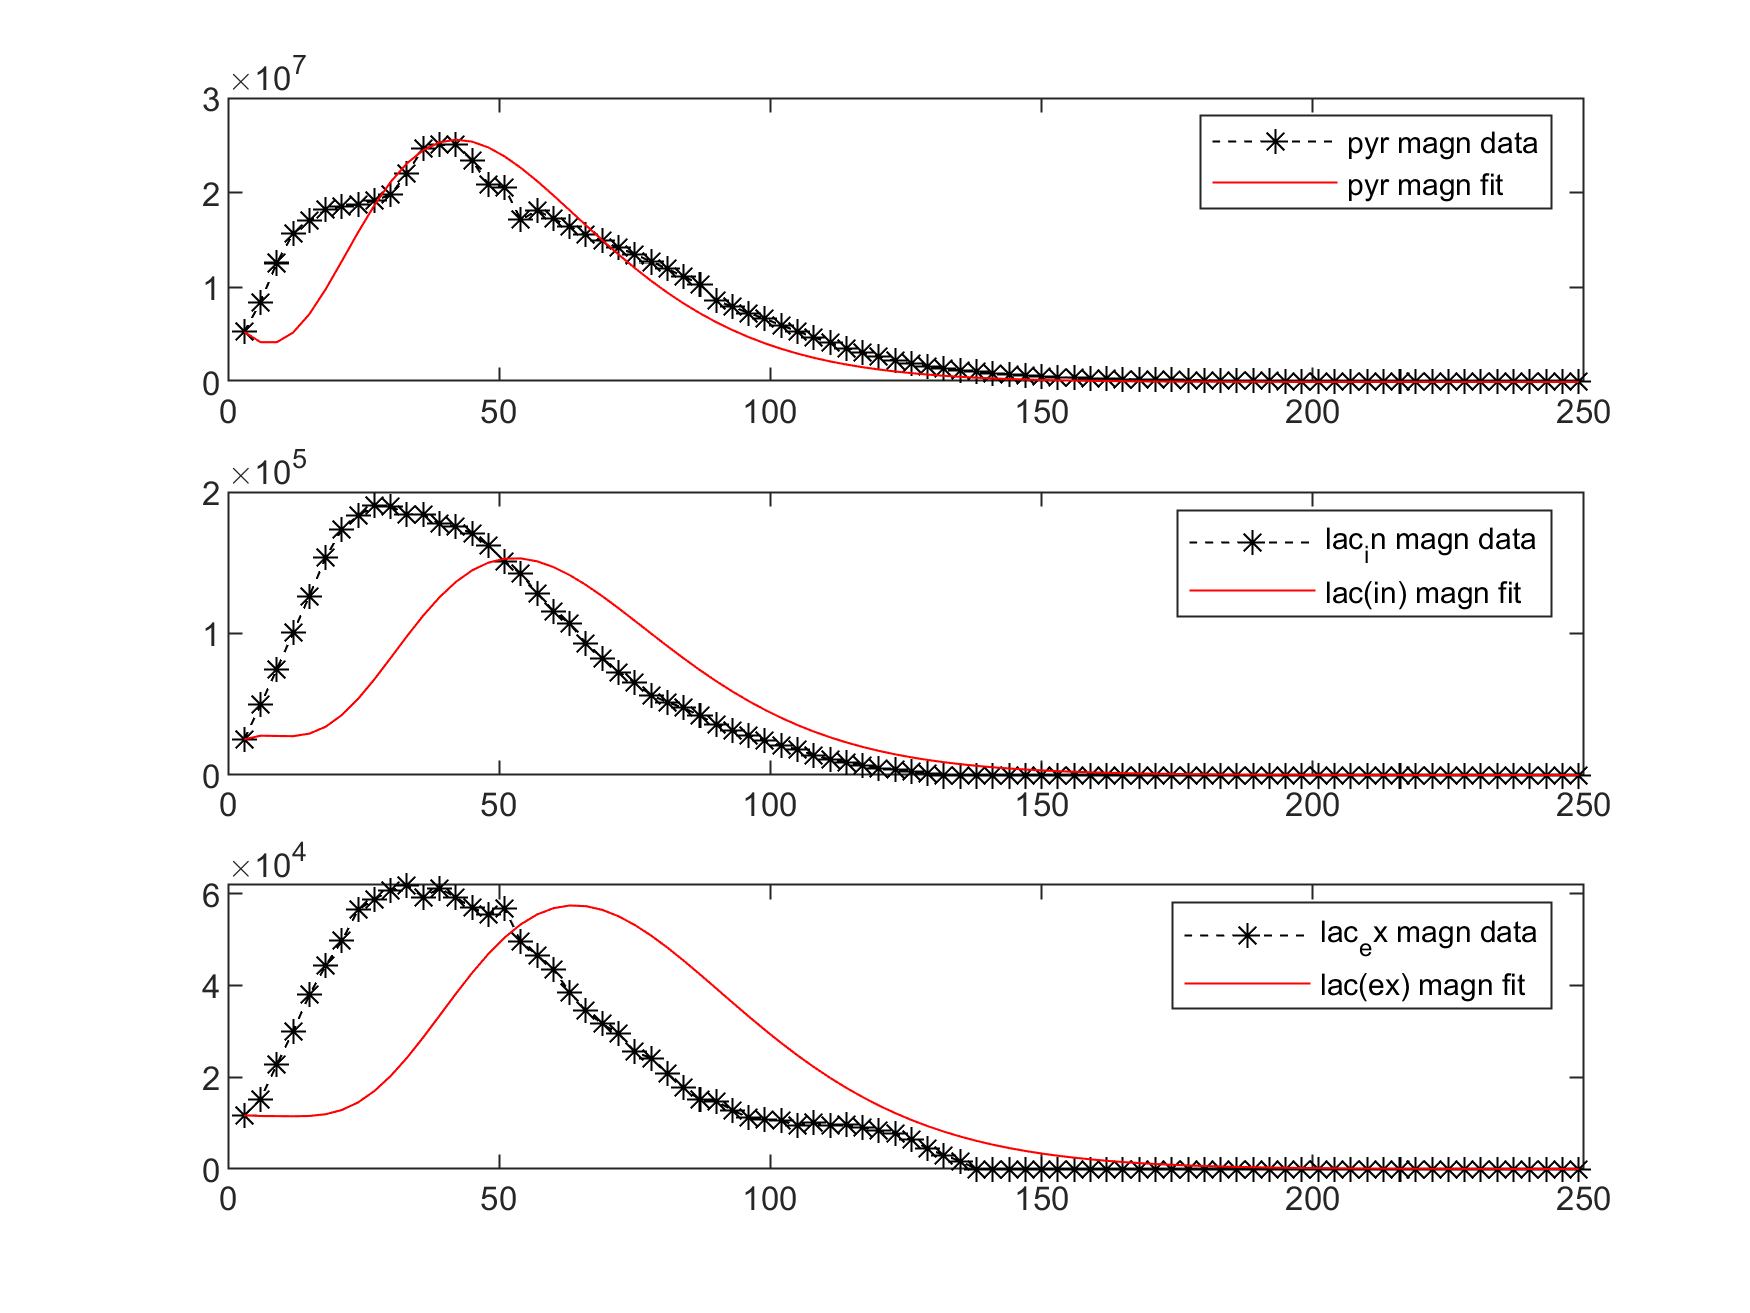 ×10^7
3
2
1
0
0 50 100 150 200 250
pyr magn data
pyr magn fit
×10^5
2
1
0
0 50 100 150 200 250
lac_in magn data
lac(in) magn fit
×10^4
6
4
2
0
0 50 100 150 200 250
lac_ex magn data
lac(ex) magn fit